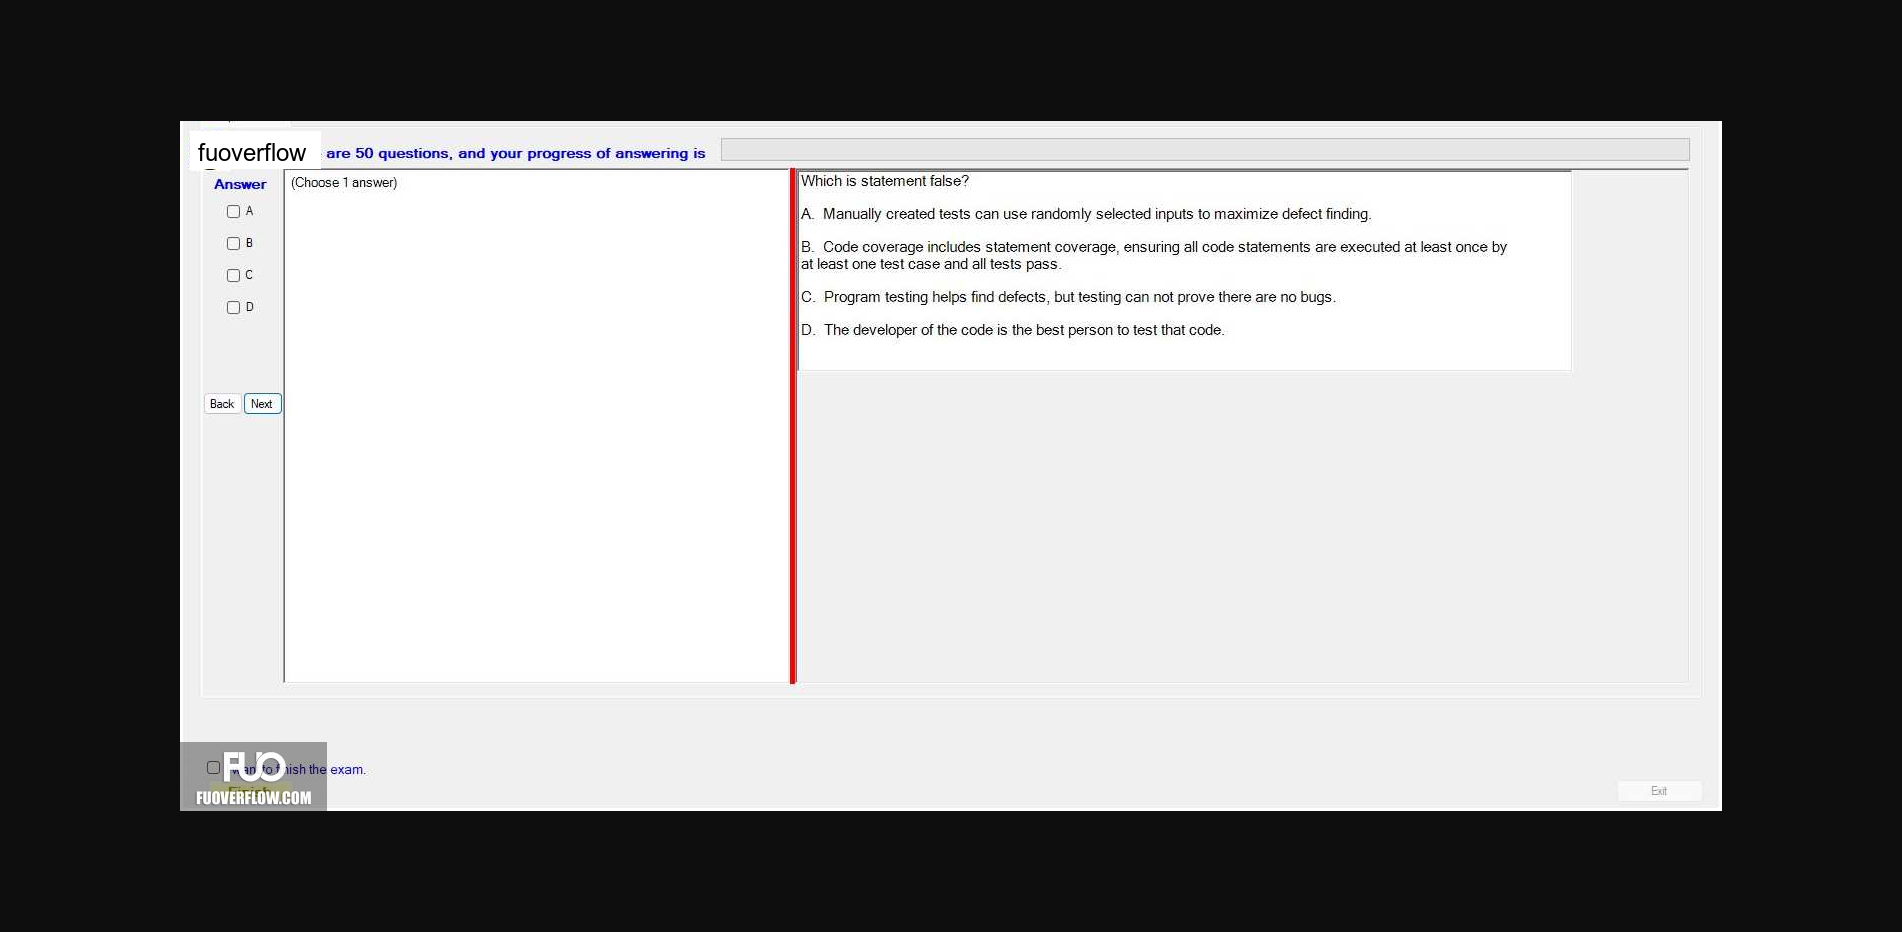 fuoverflow are 50 questions, and your progress of answering is
Answer
(Choose 1 answer)
A
B
C
D
Back Next
Which is statement false?
A. Manually created tests can use randomly selected inputs to maximize defect finding.
B. Code coverage includes statement coverage, ensuring all code statements are executed at least once by
at least one test case and all tests pass.
C. Program testing helps find defects, but testing can not prove there are no bugs.
D. The developer of the code is the best person to test that code.
FUO
want to finish the exam.
Finish
FUOVERFLOW.COM
Exit